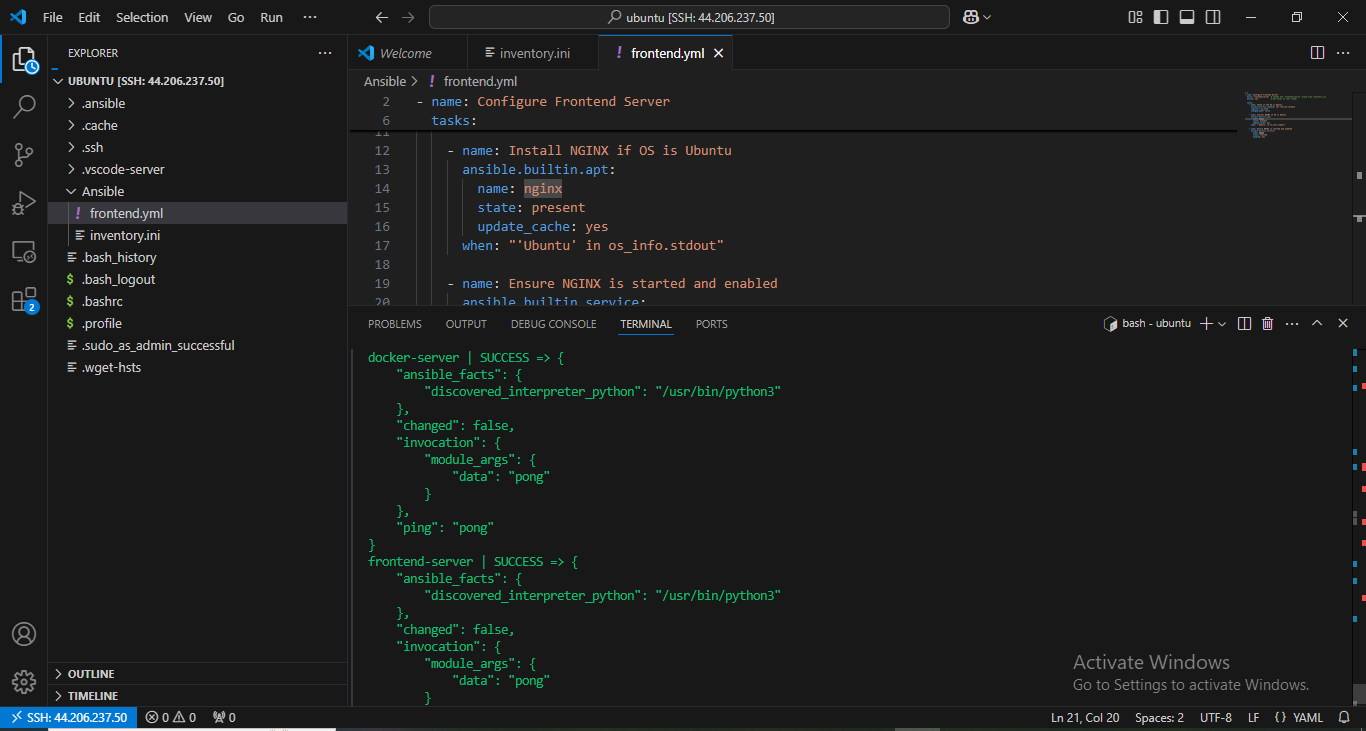 File Edit Selection View Go Run ···
ubuntu [SSH: 44.206.237.50]
EXPLORER
UBUNTU [SSH: 44.206.237.50]
.ansible
.cache
.ssh
.vscode-server
Ansible
! frontend.yml
inventory.ini
.bash_history
$ .bash_logout
$ .bashrc
$ .profile
.sudo_as_admin_successful
.wget-hsts
OUTLINE
TIMELINE
2
Welcome
inventory.ini
! frontend.yml
Ansible > ! frontend.yml
2 - name: Configure Frontend Server
6 tasks:
11
12 - name: Install NGINX if OS is Ubuntu
13 ansible.builtin.apt:
14 name: nginx
15 state: present
16 update_cache: yes
17 when: "'Ubuntu' in os_info.stdout"
18
19 - name: Ensure NGINX is started and enabled
20 ansible.builtin.service:
PROBLEMS OUTPUT DEBUG CONSOLE TERMINAL PORTS
bash - ubuntu
docker-server | SUCCESS => {
"ansible_facts": {
"discovered_interpreter_python": "/usr/bin/python3"
},
"changed": false,
"invocation": {
"module_args": {
"data": "pong"
}
},
"ping": "pong"
}
frontend-server | SUCCESS => {
"ansible_facts": {
"discovered_interpreter_python": "/usr/bin/python3"
},
"changed": false,
"invocation": {
"module_args": {
"data": "pong"
}
Activate Windows
Go to Settings to activate Windows.
SSH: 44.206.237.50 0 0 0 Ln 21, Col 20 Spaces: 2 UTF-8 LF {} YAML